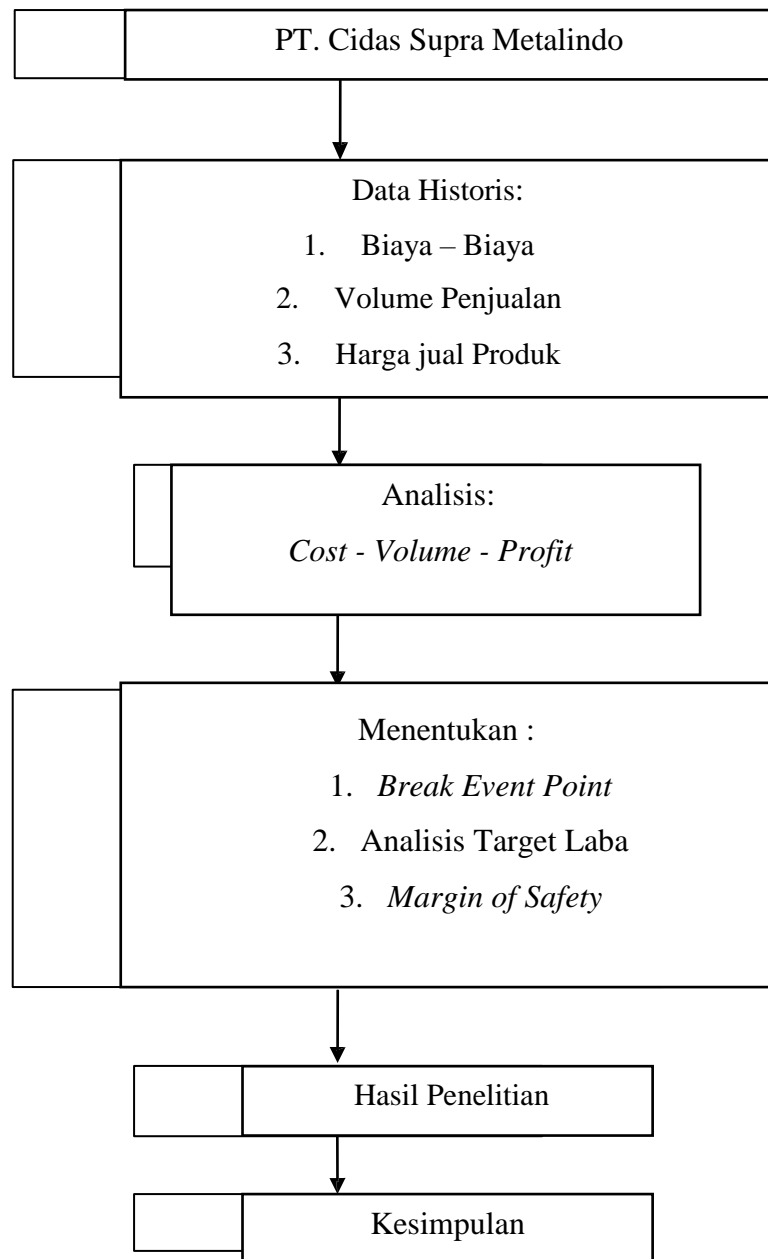 PT. Cidas Supra Metalindo
Data Historis:
1. Biaya – Biaya
2. Volume Penjualan
3. Harga jual Produk
Analisis:
Cost - Volume - Profit
Menentukan :
1. Break Event Point
2. Analisis Target Laba
3. Margin of Safety
Hasil Penelitian
Kesimpulan